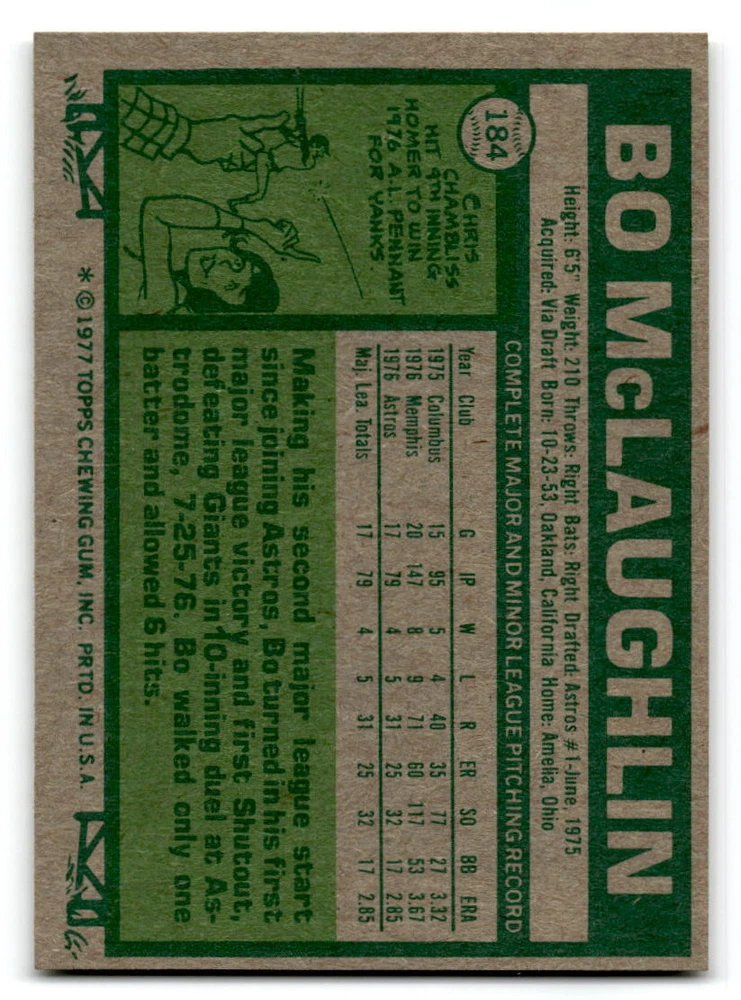 BO McLAUGHLIN
184
Height: 6'5" Weight: 210 Throws: Right Bats: Right Drafted: Astros #1-June, 1975
Acquired: Via Draft Born: 10-23-53, Oakland, California Home: Amelia, Ohio
COMPLETE MAJOR AND MINOR LEAGUE PITCHING RECORD
Year Club G IP W L R ER SO BB ERA
1975 Columbus 15 95 5 4 40 35 77 27 3.32
1976 Memphis 20 147 8 9 71 60 117 53 3.67
1976 Astros 17 79 4 5 31 25 32 17 2.85
Maj. Lea. Totals 17 79 4 5 31 25 32 17 2.85
CHRIS
CHAMBLISS
HIT 9TH INNING
HOMER TO WIN
1976 A.L. PENNANT
FOR YANKS.
Making his second major league start
since joining Astros, Bo turned in his first
major league victory and first Shutout,
defeating Giants in 10-inning duel at As-
trodome, 7-25-76. Bo walked only one
batter and allowed 6 hits.
* © 1977 TOPPS CHEWING GUM, INC. PRTD. IN U.S.A.